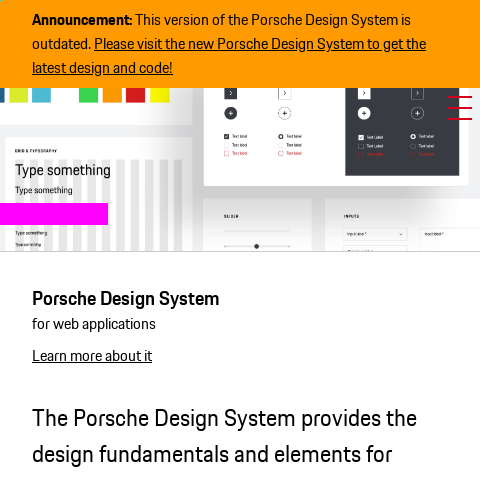 Announcement: This version of the Porsche Design System is
outdated. Please visit the new Porsche Design System to get the
latest design and code!
Text label Text label Text label Text label
Text label Text label Text label Text label
Text label Text label Text label Text label
GRID & TYPOGRAPHY
Type something
Type something
Type something
Type something
SLIDER
INPUTS
Input label * Input label *
Porsche Design System
for web applications
Learn more about it
The Porsche Design System provides the
design fundamentals and elements for